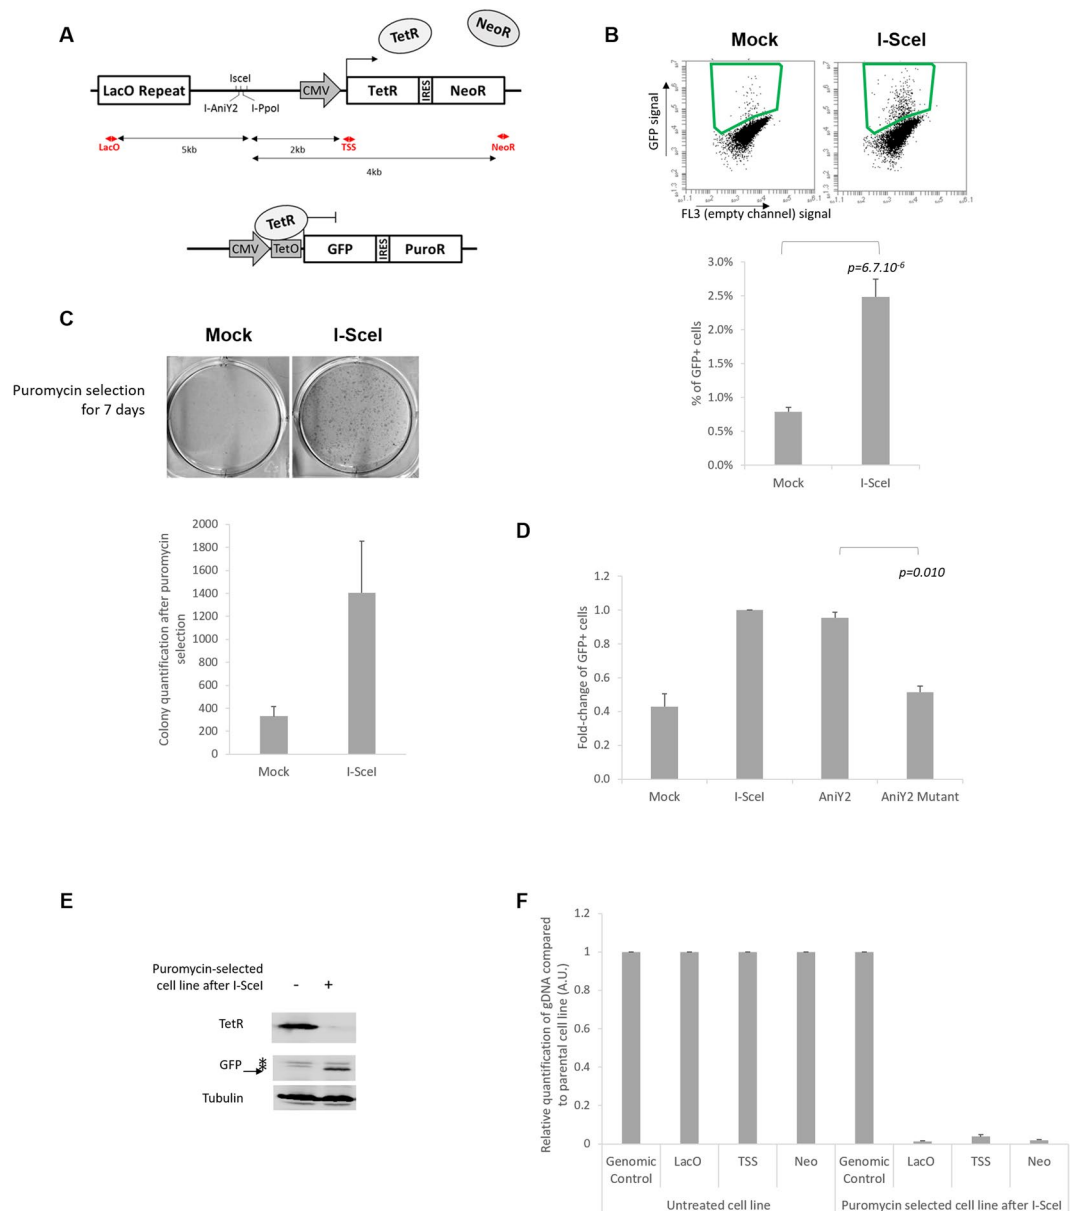 A
TetR
NeoR
LacO Repeat
IsceI
I-AniY2
I-PpoI
CMV
TetR
IRES
NeoR
LacO
5kb
2kb
TSS
NeoR
4kb
TetR
CMV
TetO
GFP
IRES
PuroR
B
Mock
I-SceI
GFP signal
FL3 (empty channel) signal
p=6.7.10-6
% of GFP+ cells
3.0%
2.5%
2.0%
1.5%
1.0%
0.5%
0.0%
Mock
I-SceI
C
Mock
I-SceI
Puromycin selection
for 7 days
Colony quantification after puromycin
selection
2000
1800
1600
1400
1200
1000
800
600
400
200
0
Mock
I-SceI
D
p=0.010
Fold-change of GFP+ cells
1.2
1.0
0.8
0.6
0.4
0.2
0.0
Mock
I-SceI
AniY2
AniY2 Mutant
E
Puromycin-selected
cell line after I-SceI
- +
TetR
GFP
*
*
Tubulin
F
Relative quantification of gDNA compared
to parental cell line (A.U.)
1.2
1
0.8
0.6
0.4
0.2
0
Genomic Control
LacO
TSS
Neo
Genomic Control
LacO
TSS
Neo
Untreated cell line
Puromycin selected cell line after I-SceI